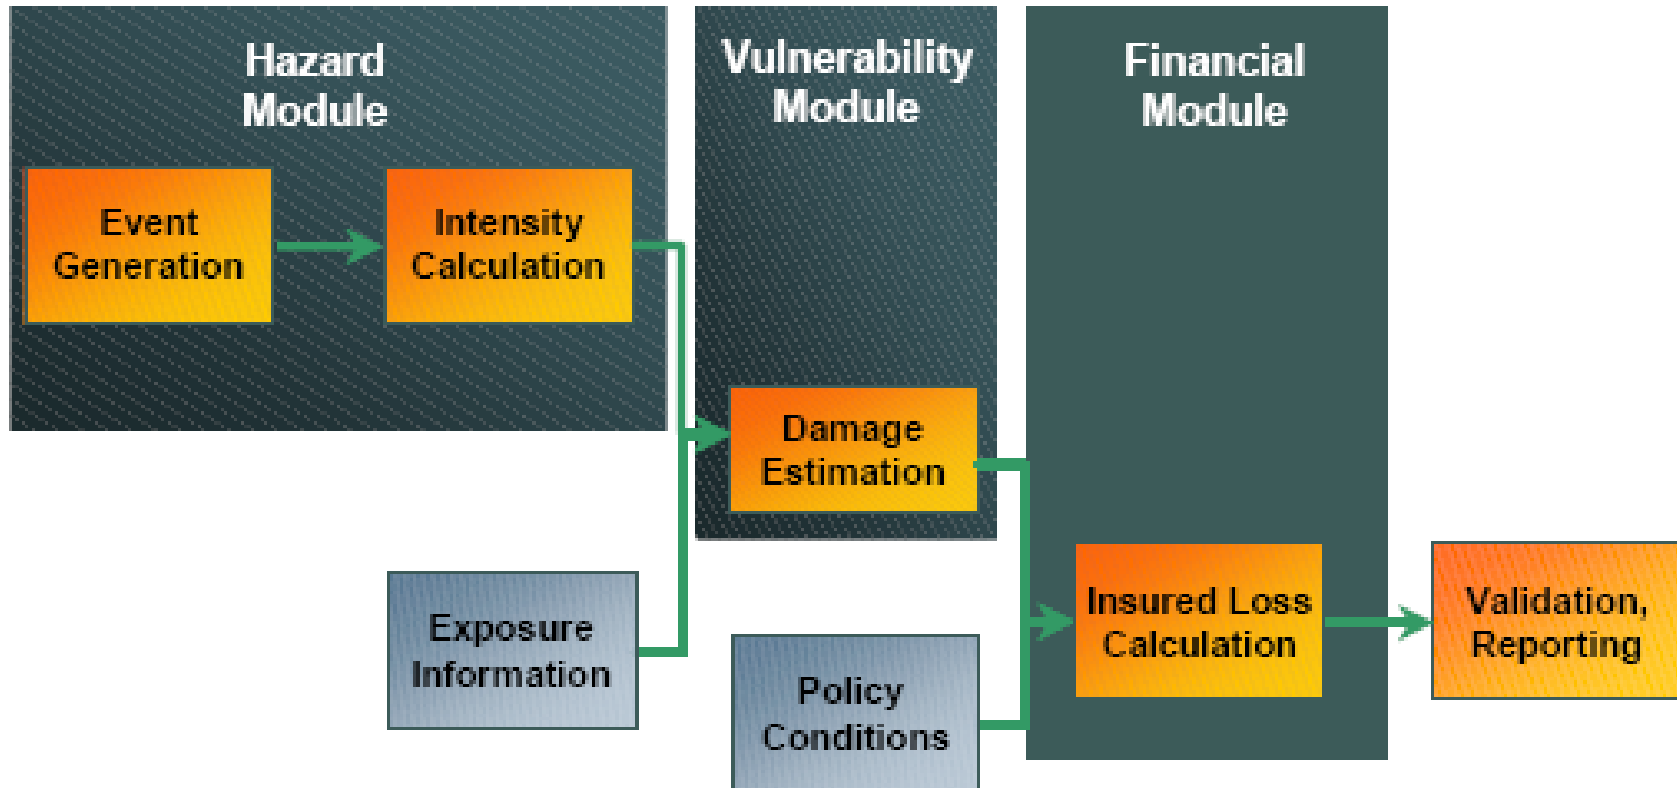 Hazard
Module
Vulnerability
Module
Financial
Module
Event
Generation
Intensity
Calculation
Damage
Estimation
Exposure
Information
Policy
Conditions
Insured Loss
Calculation
Validation,
Reporting